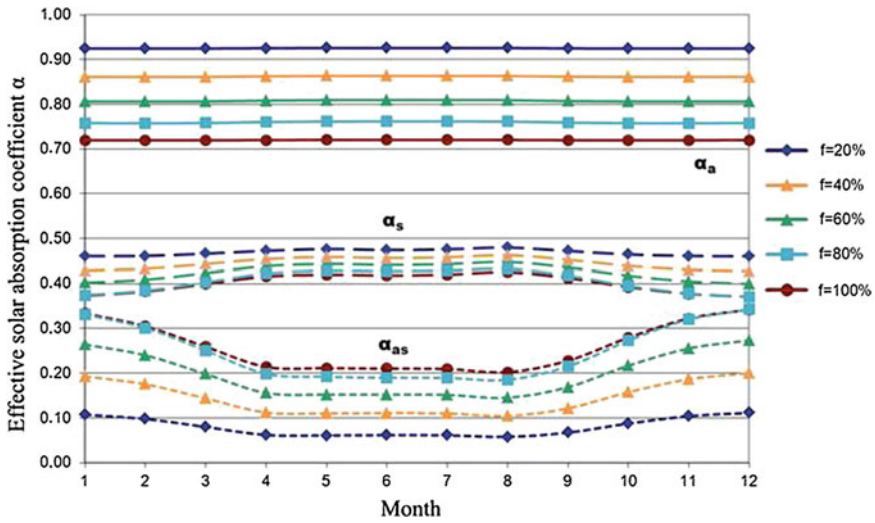 Effective solar absorption coefficient α
1.00
0.90
0.80
0.70
0.60
0.50
0.40
0.30
0.20
0.10
0.00
αa
αs
αas
1 2 3 4 5 6 7 8 9 10 11 12
Month
f=20%
f=40%
f=60%
f=80%
f=100%